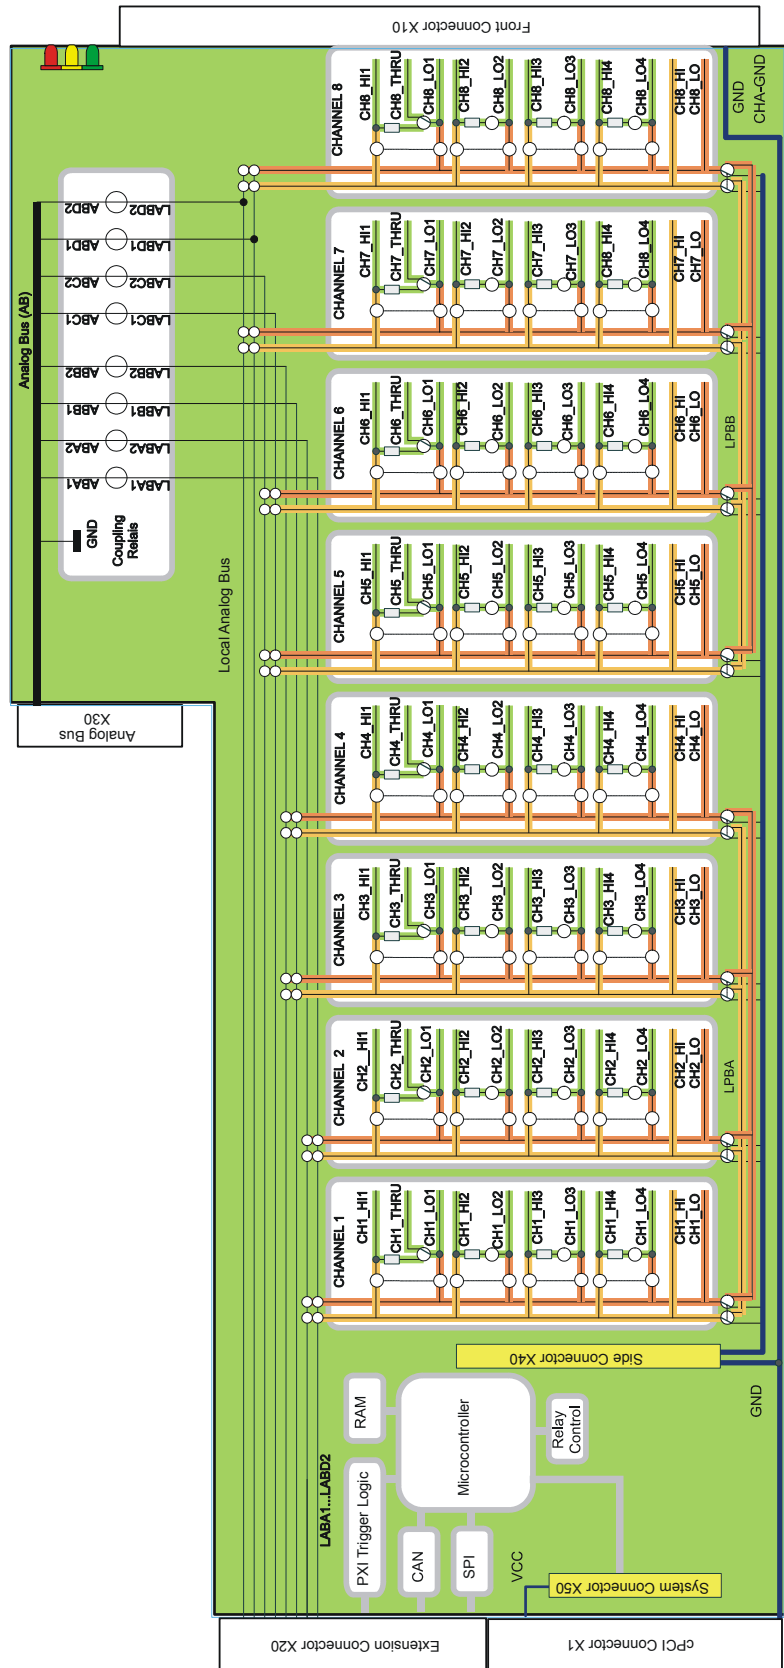 Front Connector X10
GND
CHA-GND
CHANNEL 8
CH8_HI1
CH8_THRU
CH8_LO1
CH8_HI2
CH8_LO2
CH8_HI3
CH8_LO3
CH8_HI4
CH8_LO4
CH8_HI
CH8_LO
Analog Bus (AB)
ABD2
LABD2
ABD1
LABD1
ABC2
LABC2
ABC1
LABC1
ABB2
LABB2
ABB1
LABB1
ABA2
LABA2
ABA1
LABA1
GND
Coupling
Relais
CHANNEL 7
CH7_HI1
CH7_THRU
CH7_LO1
CH7_HI2
CH7_LO2
CH7_HI3
CH7_LO3
CH8_HI4
CH8_LO4
CH7_HI
CH7_LO
LPBB
CHANNEL 6
CH6_HI1
CH6_THRU
CH6_LO1
CH6_HI2
CH6_LO2
CH6_HI3
CH6_LO3
CH6_HI4
CH6_LO4
CH6_HI
CH6_LO
Local Analog Bus
CHANNEL 5
CH5_HI1
CH5_THRU
CH5_LO1
CH5_HI2
CH5_LO2
CH5_HI3
CH5_LO3
CH5_HI4
CH5_LO4
CH5_HI
CH5_LO
Analog Bus
X30
CHANNEL 4
CH4_HI1
CH4_THRU
CH4_LO1
CH4_HI2
CH4_LO2
CH4_HI3
CH4_LO3
CH4_HI4
CH4_LO4
CH4_HI
CH4_LO
CHANNEL 3
CH3_HI1
CH3_THRU
CH3_LO1
CH3_HI2
CH3_LO2
CH3_HI3
CH3_LO3
CH3_HI4
CH3_LO4
CH3_HI
CH3_LO
CHANNEL 2
CH2__HI1
CH2_THRU
CH2_LO1
CH2_HI2
CH2_LO2
CH2_HI3
CH2_LO3
CH2_HI4
CH2_LO4
CH2_HI
CH2_LO
LPBA
CHANNEL 1
CH1_HI1
CH1_THRU
CH1_LO1
CH1_HI2
CH1_LO2
CH1_HI3
CH1_LO3
CH1_HI4
CH1_LO4
CH1_HI
CH1_LO
Side Connector X40
GND
RAM
Microcontroller
Relay
Control
LABA1...LABD2
PXI Trigger Logic
CAN
SPI
VCC
System Connector X50
Extension Connector X20
cPCI Connector X1